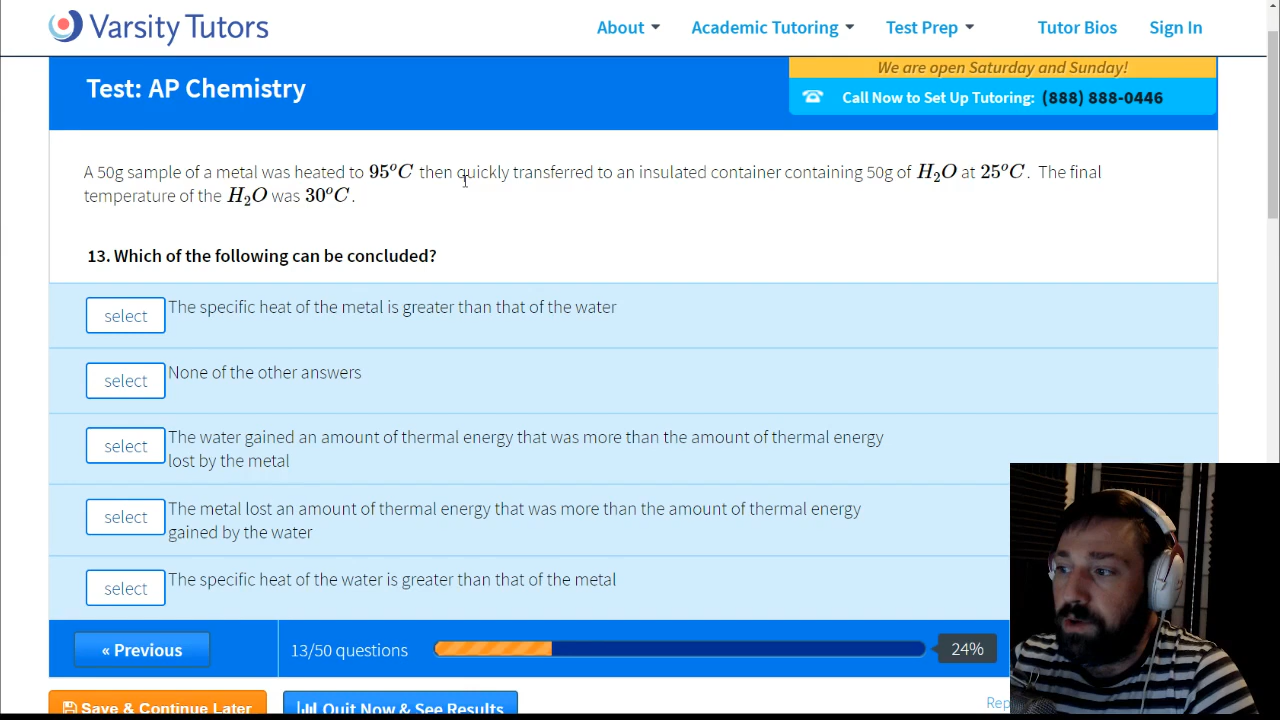 Varsity Tutors
About
Academic Tutoring
Test Prep
Tutor Bios
Sign In
Test: AP Chemistry
We are open Saturday and Sunday!
Call Now to Set Up Tutoring: (888) 888-0446
A 50g sample of a metal was heated to 95°C then quickly transferred to an insulated container containing 50g of H₂O at 25°C. The final
temperature of the H₂O was 30°C.
13. Which of the following can be concluded?
select The specific heat of the metal is greater than that of the water
select None of the other answers
select The water gained an amount of thermal energy that was more than the amount of thermal energy
lost by the metal
select The metal lost an amount of thermal energy that was more than the amount of thermal energy
gained by the water
select The specific heat of the water is greater than that of the metal
« Previous
13/50 questions
24%
Save & Continue Later
Quit Now & See Results